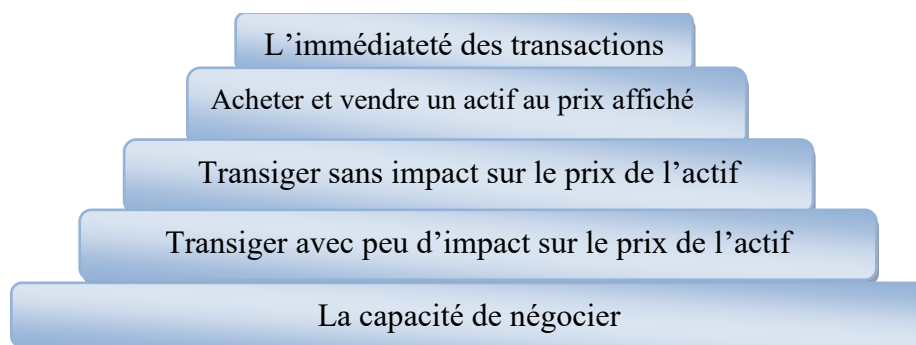 L’immédiateté des transactions
Acheter et vendre un actif au prix affiché
Transiger sans impact sur le prix de l’actif
Transiger avec peu d’impact sur le prix de l’actif
La capacité de négocier